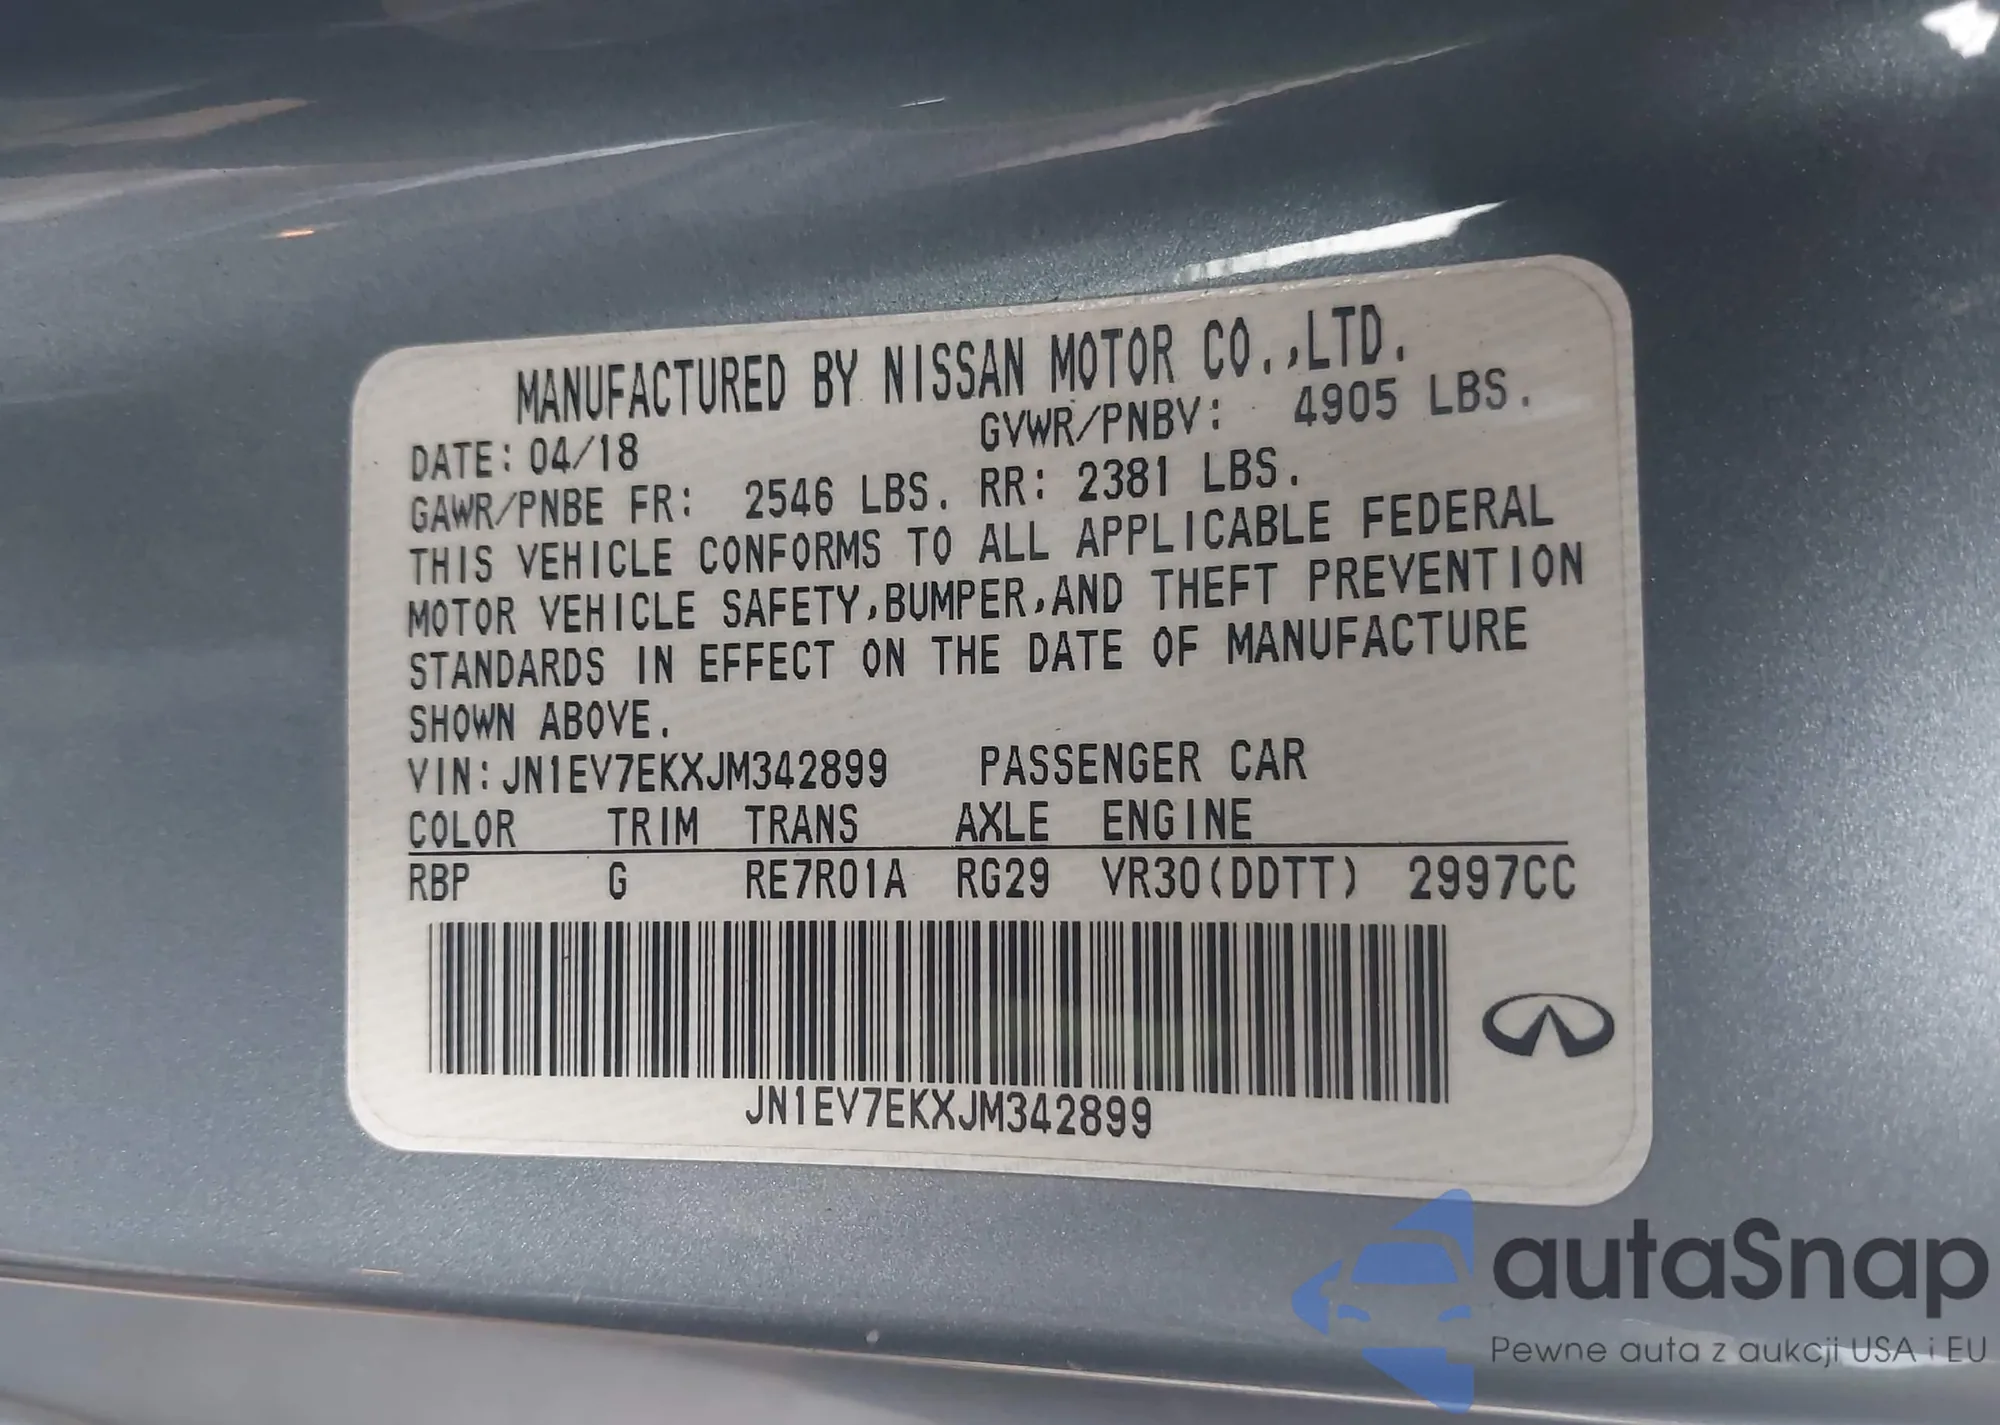 MANUFACTURED BY NISSAN MOTOR CO.,LTD.
DATE: 04/18 GVWR/PNBV: 4905 LBS.
GAWR/PNBE FR: 2546 LBS. RR: 2381 LBS.
THIS VEHICLE CONFORMS TO ALL APPLICABLE FEDERAL
MOTOR VEHICLE SAFETY,BUMPER,AND THEFT PREVENTION
STANDARDS IN EFFECT ON THE DATE OF MANUFACTURE
SHOWN ABOVE.
VIN: JN1EV7EKXJM342899 PASSENGER CAR
COLOR TRIM TRANS AXLE ENGINE
RBP G RE7R01A RG29 VR30(DDTT) 2997CC
JN1EV7EKXJM342899
autaSnap
Pewne auta z aukcji USA i EU